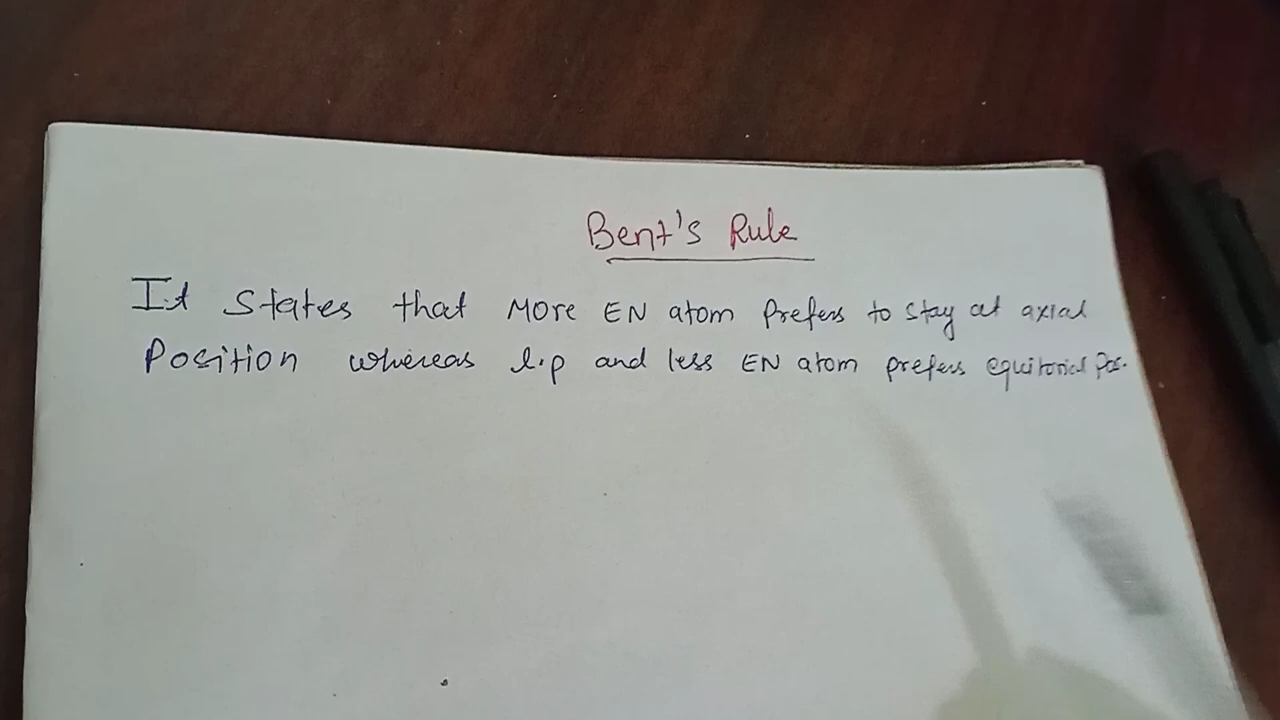 Bent's Rule
It states that more EN atom prefers to stay at axial
Position whereas l.p and less EN atom prefers equitorial Pos.